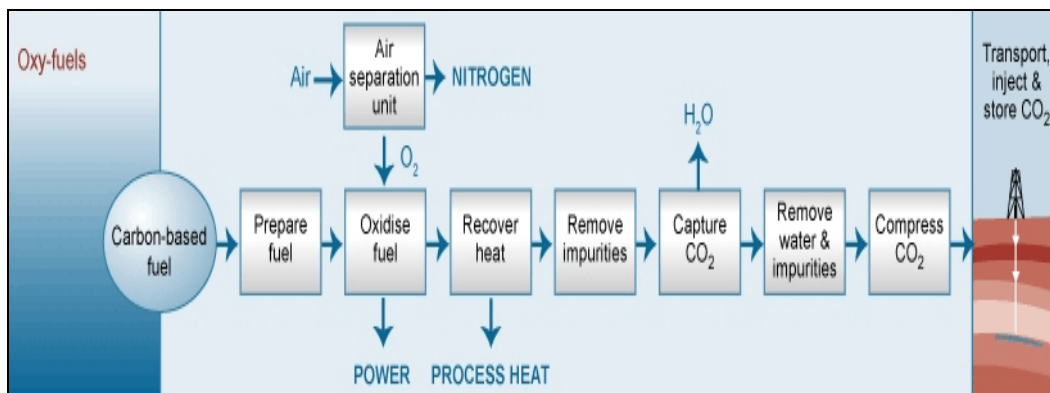 Oxy-fuels
Air
Air
separation
unit
NITROGEN
O₂
H₂O
Transport,
inject &
store CO₂
Carbon-based
fuel
Prepare
fuel
Oxidise
fuel
Recover
heat
Remove
impurities
Capture
CO₂
Remove
water &
impurities
Compress
CO₂
POWER
PROCESS HEAT